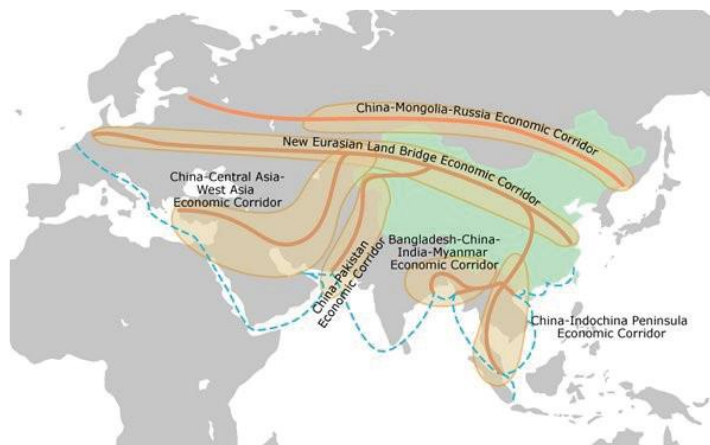 China-Mongolia-Russia Economic Corridor
New Eurasian Land Bridge Economic Corridor
China-Central Asia-
West Asia
Economic Corridor
China-Pakistan
Economic Corridor
Bangladesh-China-
India-Myanmar
Economic Corridor
China-Indochina Peninsula
Economic Corridor